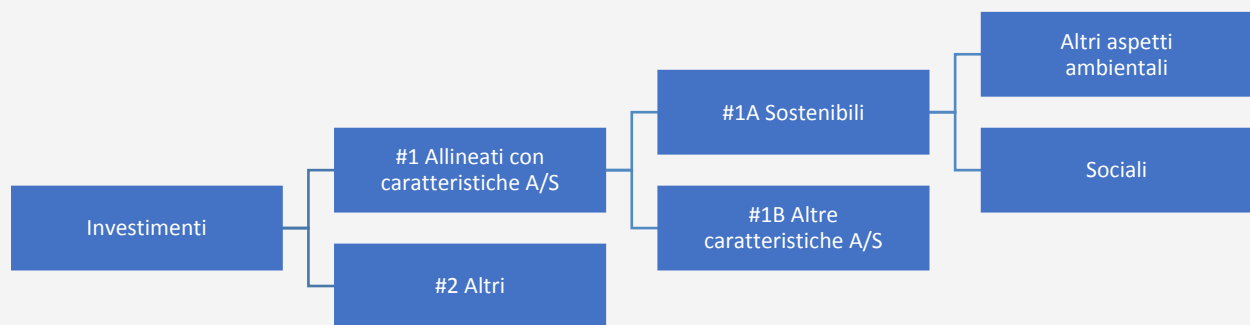 Investimenti
#1 Allineati con
caratteristiche A/S
#2 Altri
#1A Sostenibili
#1B Altre
caratteristiche A/S
Altri aspetti
ambientali
Sociali